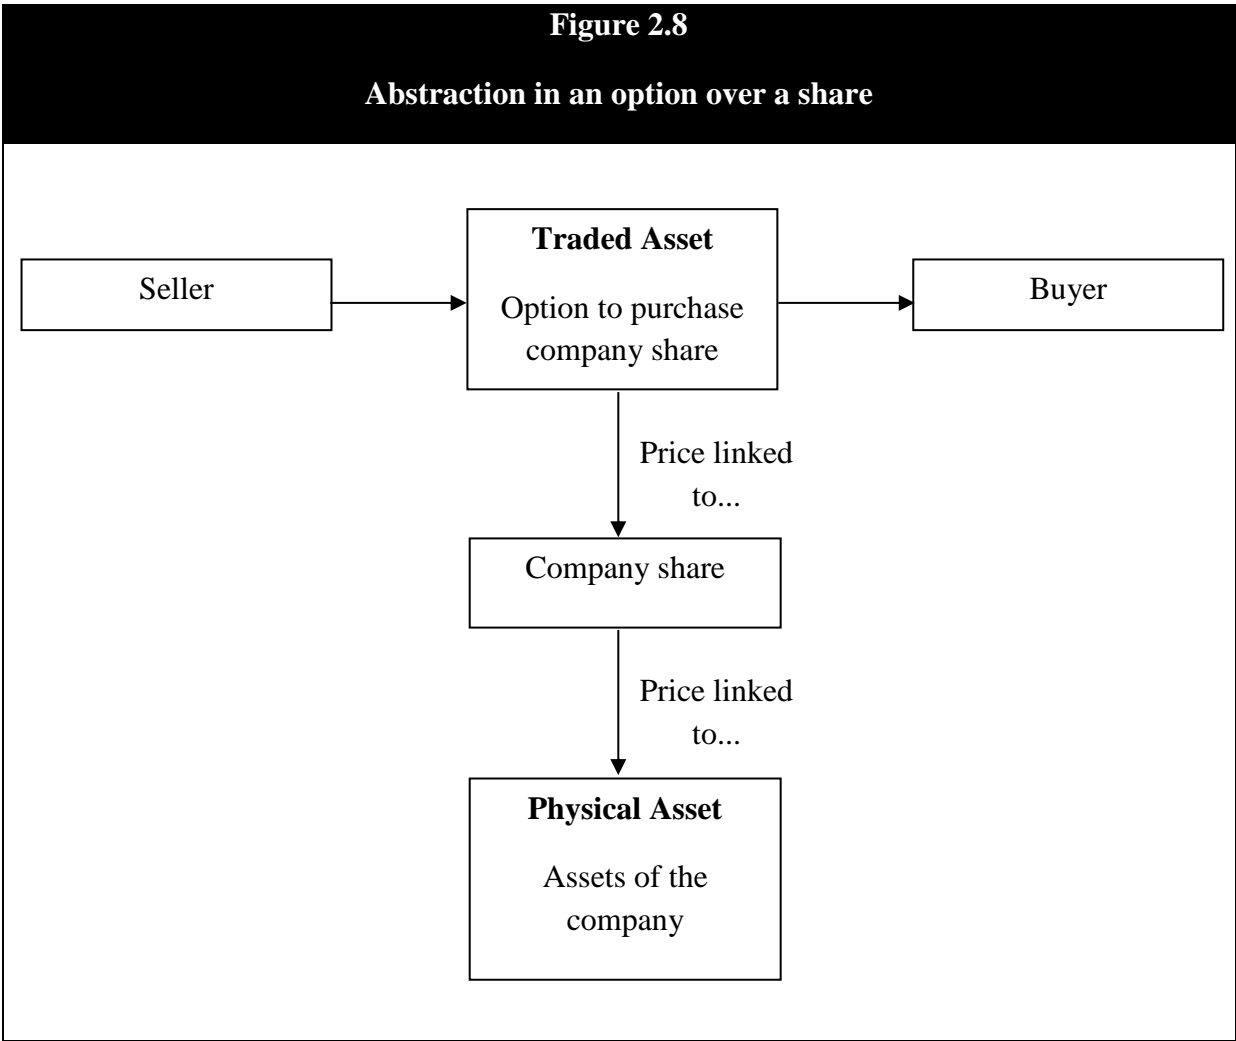 Figure 2.8
Abstraction in an option over a share
Seller
Traded Asset
Option to purchase
company share
Buyer
Price linked
to...
Company share
Price linked
to...
Physical Asset
Assets of the
company